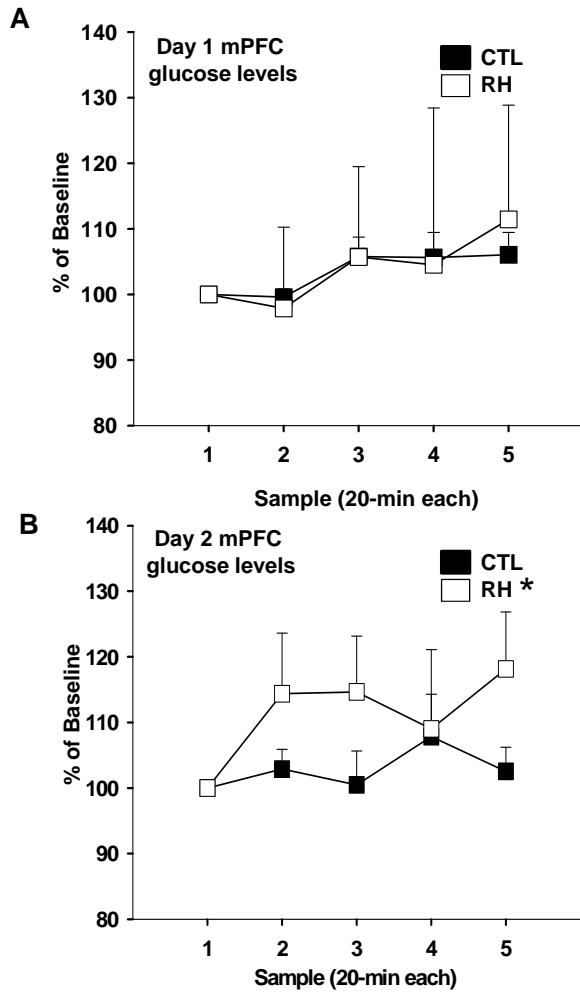 A
Day 1 mPFC
glucose levels
CTL
RH
% of Baseline
140
130
120
110
100
90
80
1 2 3 4 5
Sample (20-min each)
B
Day 2 mPFC
glucose levels
CTL
RH *
% of Baseline
140
130
120
110
100
90
80
1 2 3 4 5
Sample (20-min each)